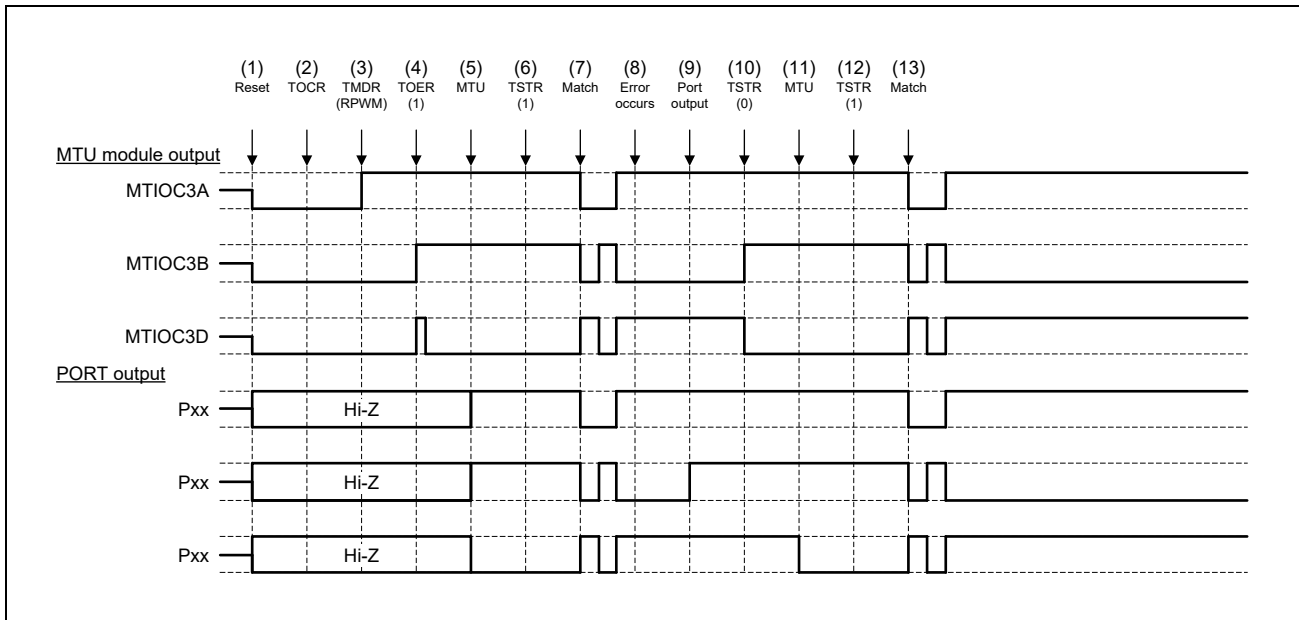 (1) (2) (3) (4) (5) (6) (7) (8) (9) (10) (11) (12) (13)
Reset TOCR TMDR TOER MTU TSTR Match Error Port TSTR MTU TSTR Match
(RPWM) (1) (1) occurs output (0) (1)
MTU module output
MTIOC3A
MTIOC3B
MTIOC3D
PORT output
Pxx Hi-Z
Pxx Hi-Z
Pxx Hi-Z